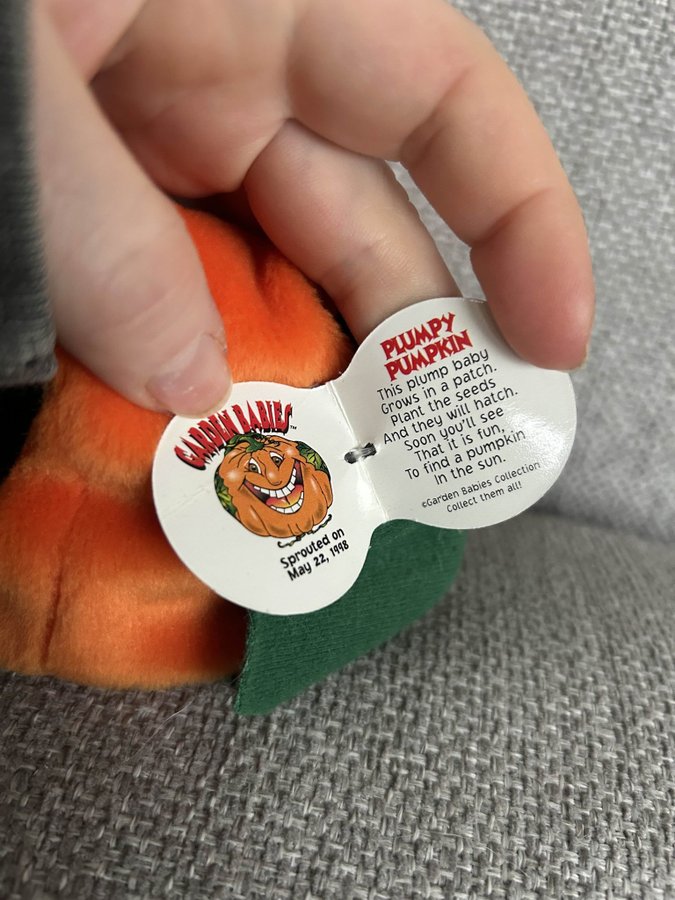 GARDEN BABIES™
Sprouted on
May 22, 1998
PLUMPY
PUMPKIN
This plump baby
Grows in a patch.
Plant the seeds
And they will hatch.
Soon you'll see
That it is fun,
To find a pumpkin
In the sun.
©Garden Babies Collection
Collect them all!